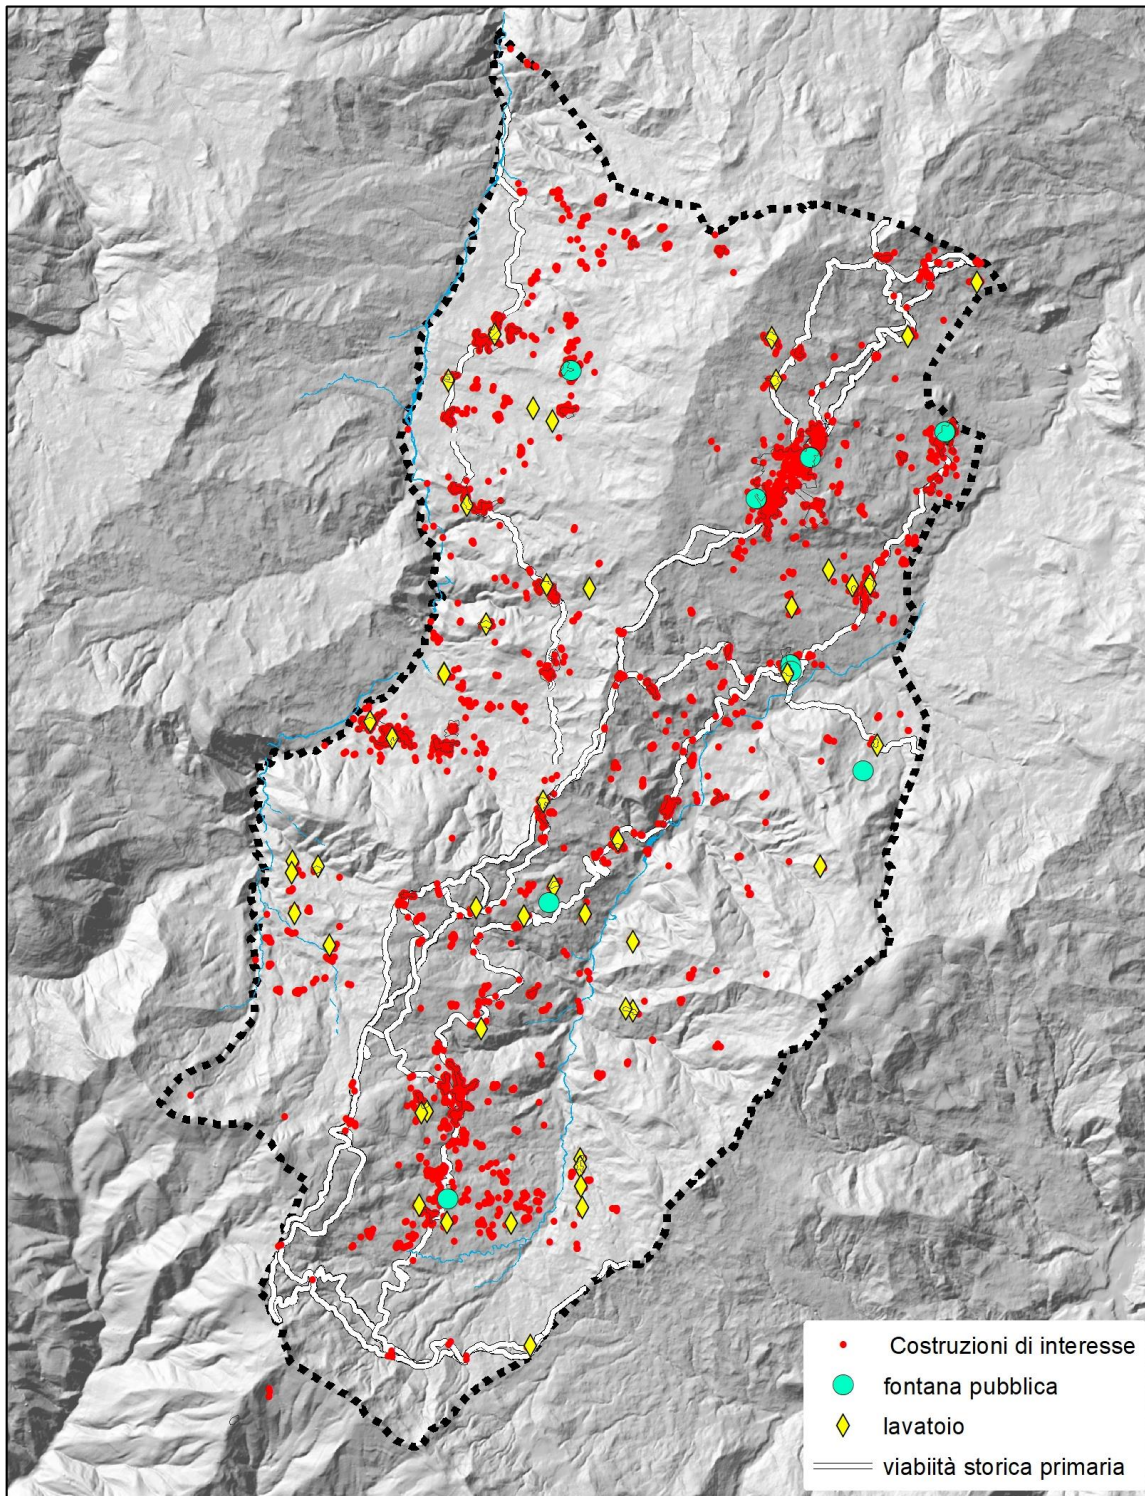 Costruzioni di interesse
fontana pubblica
lavatoio
viabiità storica primaria